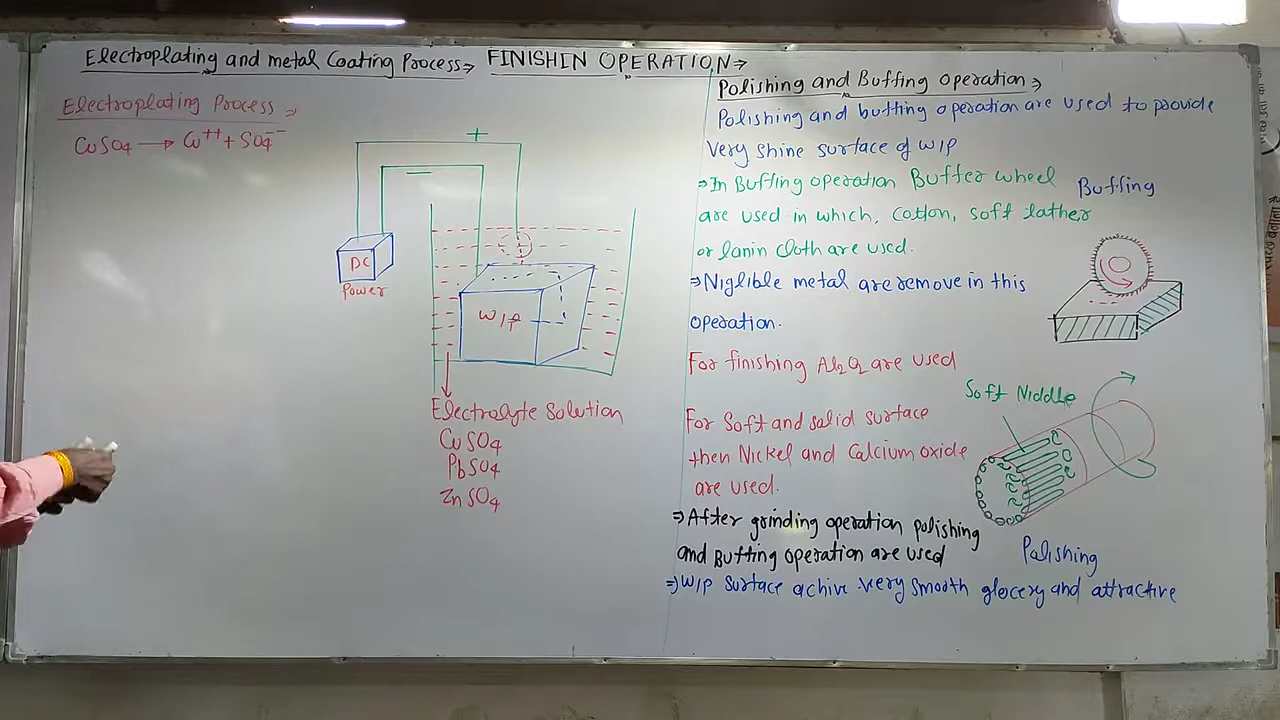 Electroplating and metal Coating Process⇒ FINISHIN OPERATION⇒
Electroplating Process ⇒
CuSO4 → Cu++ + SO4--
+
—
DC
Power
W/P
Electrolyte Solution
CuSO4
PbSO4
ZnSO4
Polishing and Buffing Operation⇒
Polishing and buffing operation are used to provide
very shine surface of W/P
⇒In Buffing operation Buffer wheel
are used in which, Cotton, Soft lather
or lanin cloth are used.
⇒Niglible metal are remove in this
operation.
For finishing Al2O2 are used
For Soft and solid surface
then Nickel and Calcium oxide
are used.
⇒After grinding operation polishing
and Buffing operation are used
⇒W/P surface achive very smooth glocery and attractive
Buffing
Soft Niddle
Polishing